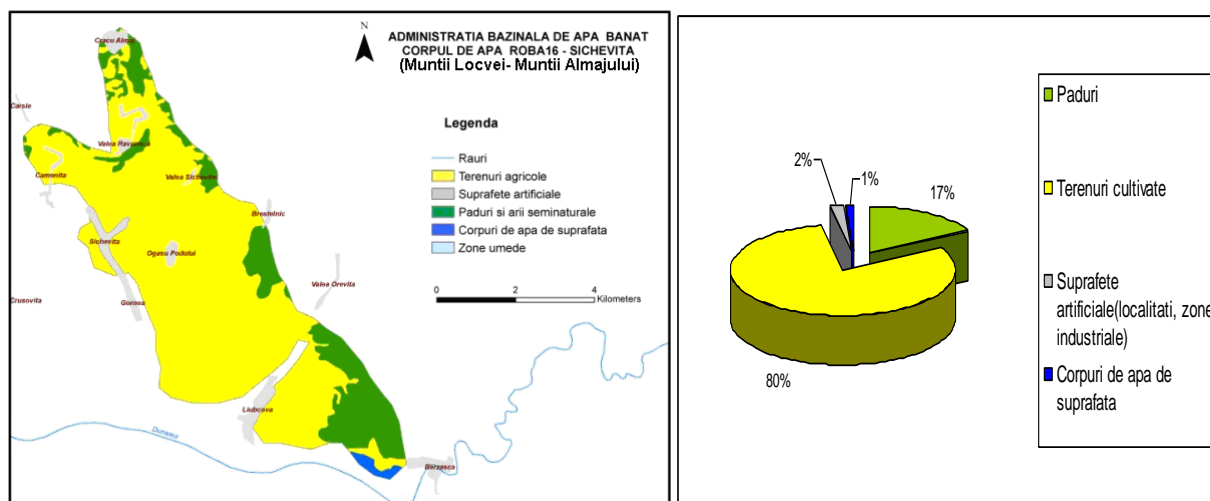 N
ADMINISTRATIA BAZINALA DE APA BANAT
CORPUL DE APA ROBA16 - SICHEVITA
(Muntii Locvei- Muntii Almajului)
Cracu Almaj
Carsie
Valea Ravensca
Camenita
Valea Sichevita
Brestelnic
Sichevita
Ogasu Podului
Valea Orevita
Crusovita
Gornea
Liubcova
Dunarea
Berzasca
Legenda
Rauri
Terenuri agricole
Suprafete artificiale
Paduri si arii seminaturale
Corpuri de apa de suprafata
Zone umede
0 2 4
Kilometers
2%
1%
17%
80%
Paduri
Terenuri cultivate
Suprafete
artificiale(localitati, zone
industriale)
Corpuri de apa de
suprafata